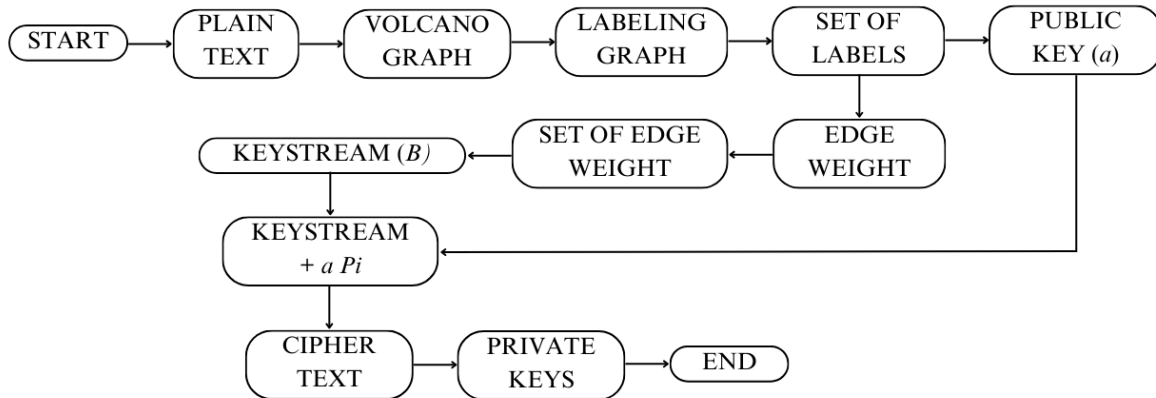 START
PLAIN
TEXT
VOLCANO
GRAPH
LABELING
GRAPH
SET OF
LABELS
PUBLIC
KEY (a)
KEYSTREAM (B)
SET OF EDGE
WEIGHT
EDGE
WEIGHT
KEYSTREAM
+ a Pi
CIPHER
TEXT
PRIVATE
KEYS
END